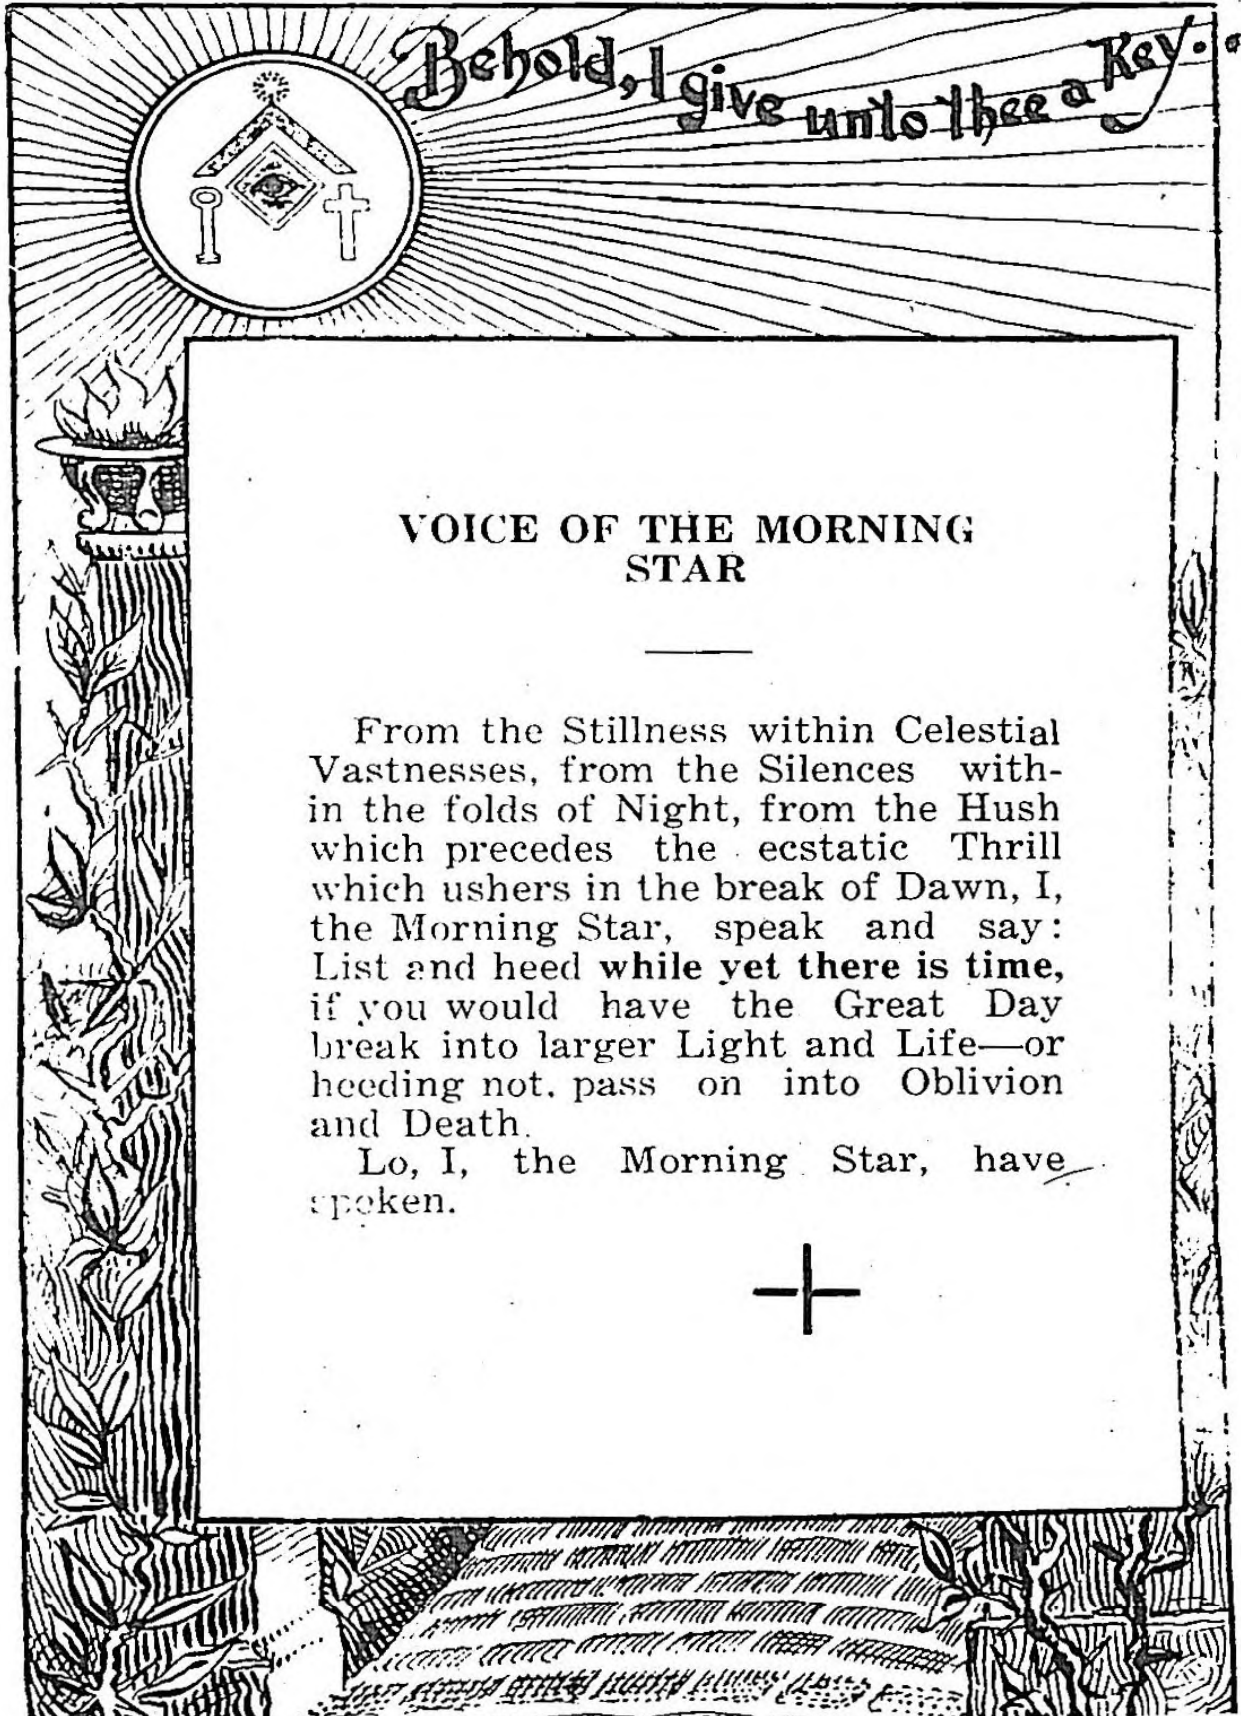 Behold, I give unto thee a Key..
VOICE OF THE MORNING
STAR
From the Stillness within Celestial
Vastnesses, from the Silences with-
in the folds of Night, from the Hush
which precedes the ecstatic Thrill
which ushers in the break of Dawn, I,
the Morning Star, speak and say:
List and heed while yet there is time,
if you would have the Great Day
break into larger Light and Life—or
heeding not, pass on into Oblivion
and Death.
Lo, I, the Morning Star, have
spoken.